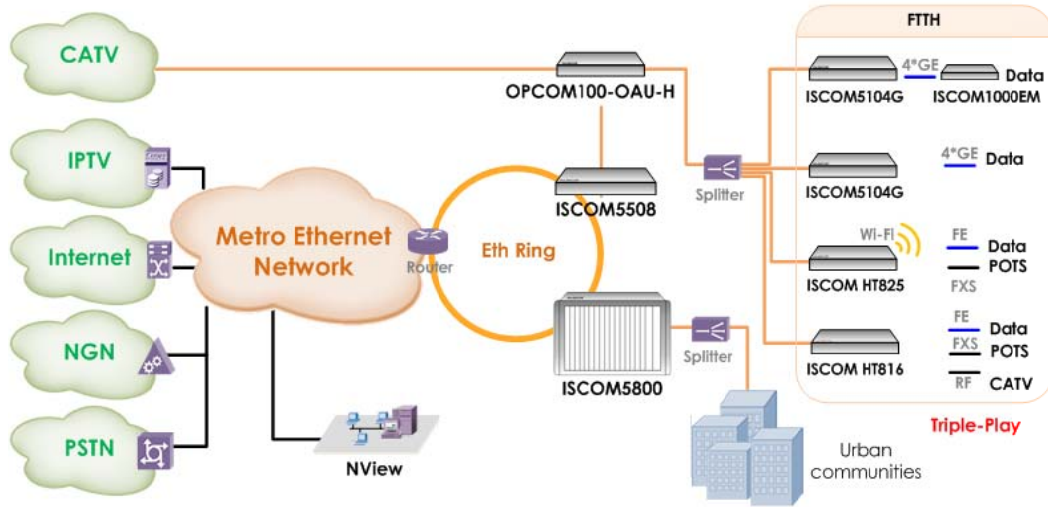 CATV
IPTV
Internet
NGN
PSTN
Metro Ethernet
Network
NView
Router
Eth Ring
OPCOM100-OAU-H
ISCOM5508
ISCOM5800
Splitter
Splitter
Urban
communities
FTTH
ISCOM5104G
4*GE
ISCOM1000EM
Data
ISCOM5104G
4*GE
Data
Wi-Fi
ISCOM HT825
FE
Data
POTS
FXS
ISCOM HT816
FE
Data
FXS
POTS
RF
CATV
Triple-Play